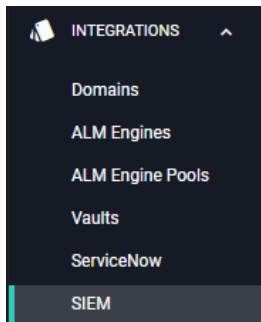 INTEGRATIONS
Domains
ALM Engines
ALM Engine Pools
Vaults
ServiceNow
SIEM